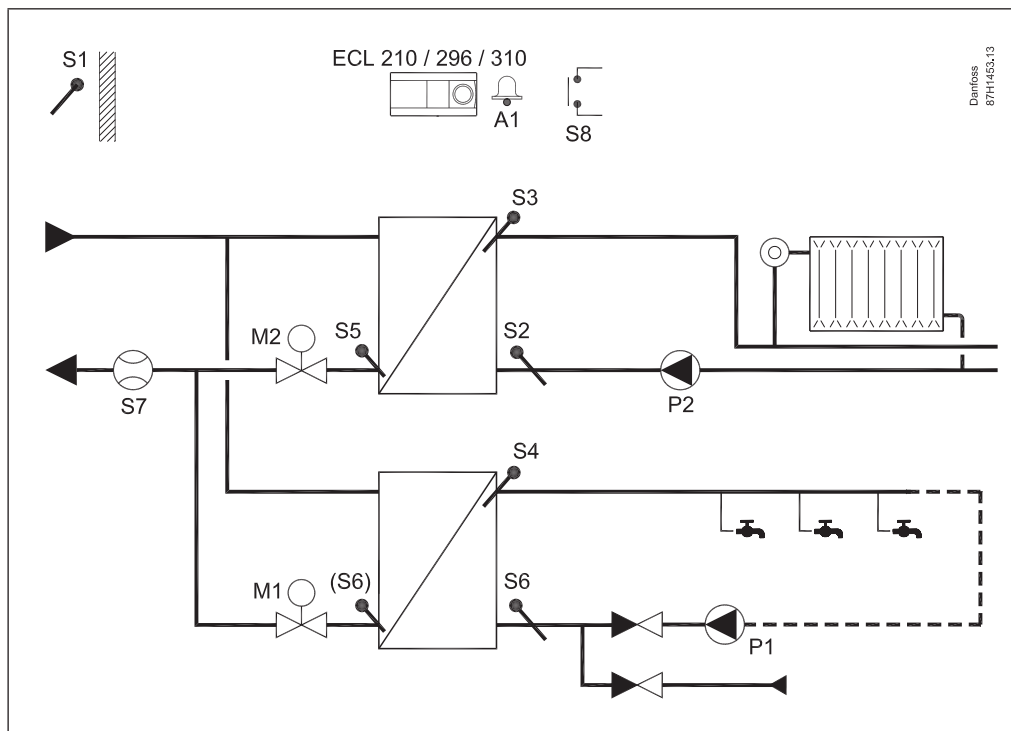 S1
ECL 210 / 296 / 310
A1
S8
Danfoss
87H1453.13
S3
M2
S5
S2
S7
P2
S4
M1
(S6)
S6
P1